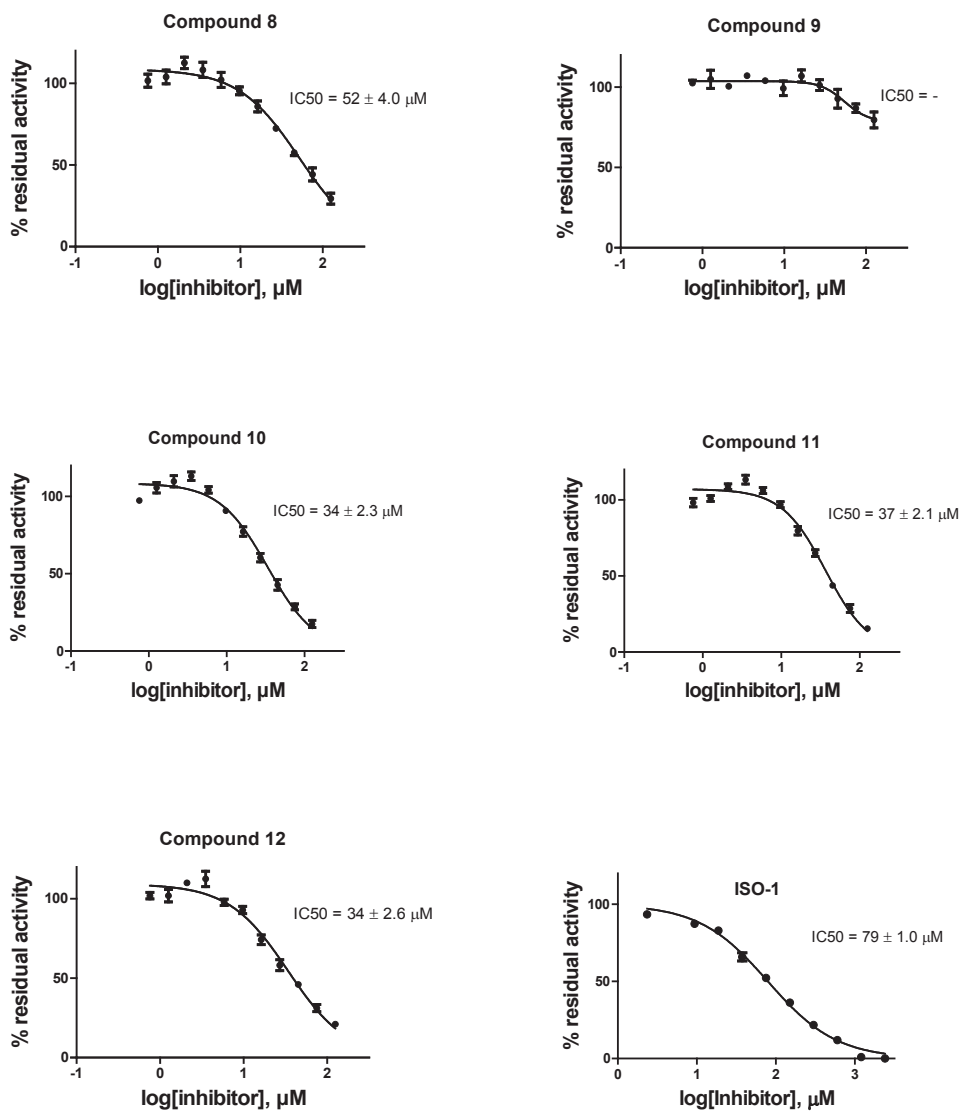 Compound 8
100
50
0
-1 0 1 2
% residual activity
log[inhibitor], µM
IC50 = 52 ± 4.0 µM
Compound 9
100
50
0
-1 0 1 2
% residual activity
log[inhibitor], µM
IC50 = -
Compound 10
100
50
0
-1 0 1 2
% residual activity
log[inhibitor], µM
IC50 = 34 ± 2.3 µM
Compound 11
100
50
0
-1 0 1 2
% residual activity
log[inhibitor], µM
IC50 = 37 ± 2.1 µM
Compound 12
100
50
0
-1 0 1 2
% residual activity
log[inhibitor], µM
IC50 = 34 ± 2.6 µM
ISO-1
100
50
0
0 1 2 3
% residual activity
log[Inhibitor], µM
IC50 = 79 ± 1.0 µM